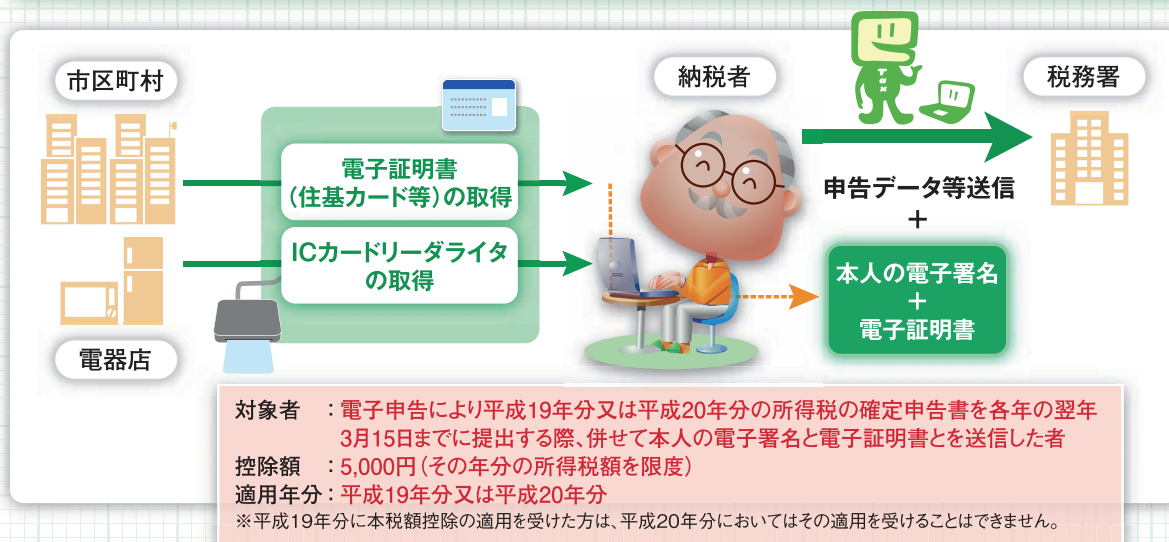 市区町村
電器店
電子証明書
（住基カード等）の取得
ICカードリーダライタ
の取得
納税者
Tax
税務署
申告データ等送信
＋
本人の電子署名
＋
電子証明書
対象者　：電子申告により平成19年分又は平成20年分の所得税の確定申告書を各年の翌年
3月15日までに提出する際、併せて本人の電子署名と電子証明書とを送信した者
控除額　：5,000円（その年分の所得税額を限度）
適用年分：平成19年分又は平成20年分
※平成19年分に本税額控除の適用を受けた方は、平成20年分においてはその適用を受けることはできません。